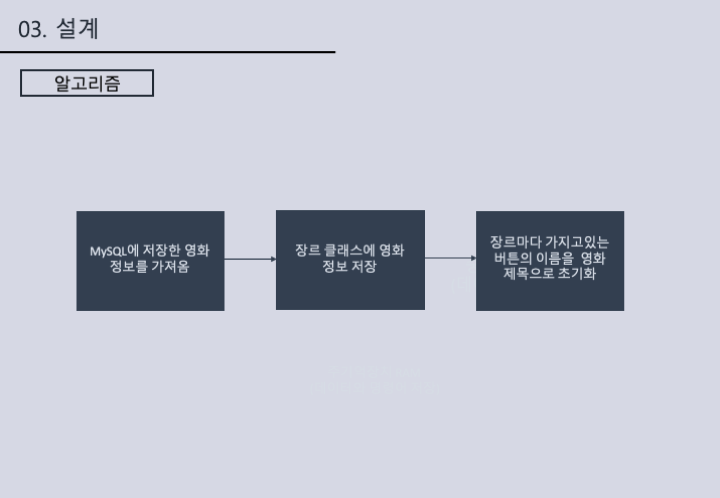 03. 설계
알고리즘
MySQL에 저장한 영화
정보를 가져옴
장르 클래스에 영화
정보 저장
장르마다 가지고있는
버튼의 이름을 영화
제목으로 초기화